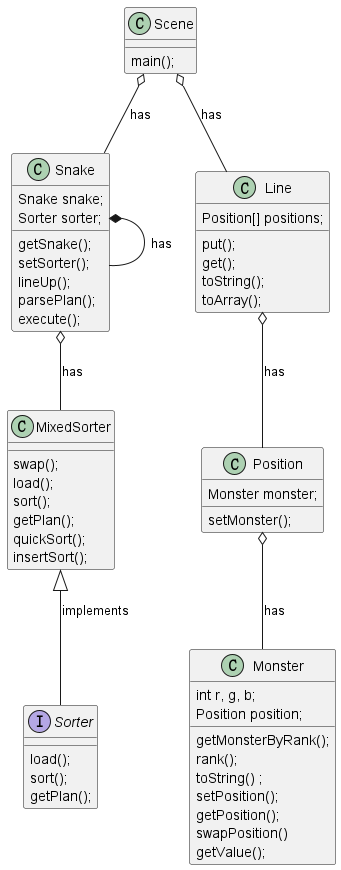 C Scene
main();
has
has
C Snake
Snake snake;
Sorter sorter;
getSnake();
setSorter();
lineUp();
parsePlan();
execute();
has
C Line
Position[] positions;
put();
get();
toString();
toArray();
has
has
C MixedSorter
swap();
load();
sort();
getPlan();
quickSort();
insertSort();
C Position
Monster monster;
setMonster();
implements
has
I Sorter
load();
sort();
getPlan();
C Monster
int r, g, b;
Position position;
getMonsterByRank();
rank();
toString() ;
setPosition();
getPosition();
swapPosition()
getValue();